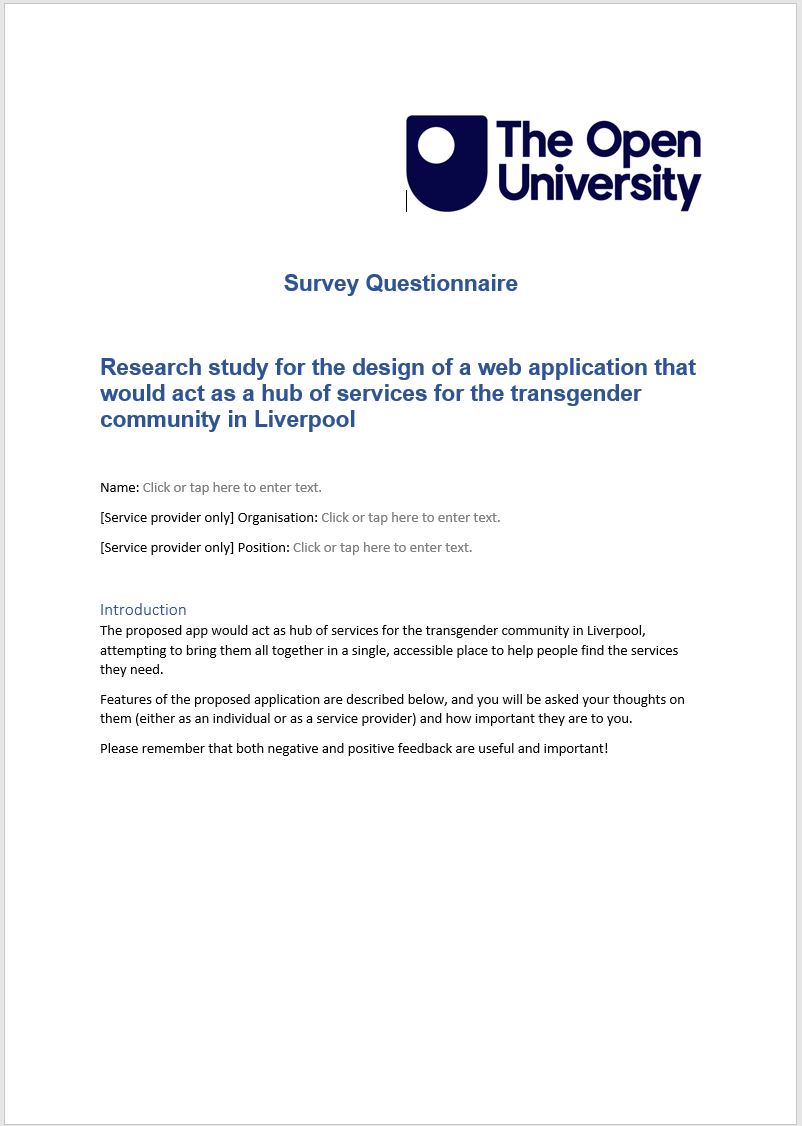 The Open
University
Survey Questionnaire
Research study for the design of a web application that
would act as a hub of services for the transgender
community in Liverpool
Name: Click or tap here to enter text.
[Service provider only] Organisation: Click or tap here to enter text.
[Service provider only] Position: Click or tap here to enter text.
Introduction
The proposed app would act as hub of services for the transgender community in Liverpool,
attempting to bring them all together in a single, accessible place to help people find the services
they need.
Features of the proposed application are described below, and you will be asked your thoughts on
them (either as an individual or as a service provider) and how important they are to you.
Please remember that both negative and positive feedback are useful and important!